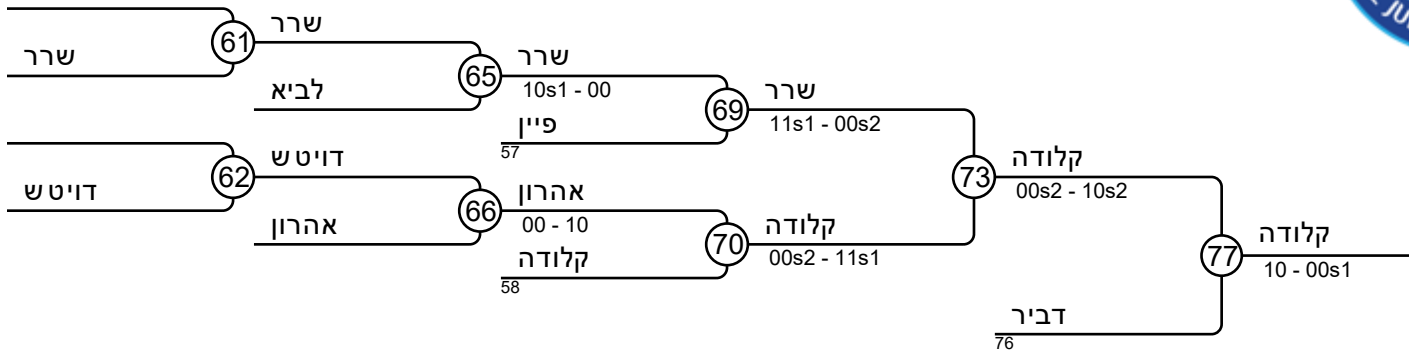 שרר
61
שרר
לביא
65
שרר
10s1 - 00
פיין
57
69
שרר
11s1 - 00s2
דויטש
62
דויטש
אהרון
66
אהרון
00 - 10
קלודה
58
70
קלודה
00s2 - 11s1
73
קלודה
00s2 - 10s2
דביר
76
77
קלודה
10 - 00s1